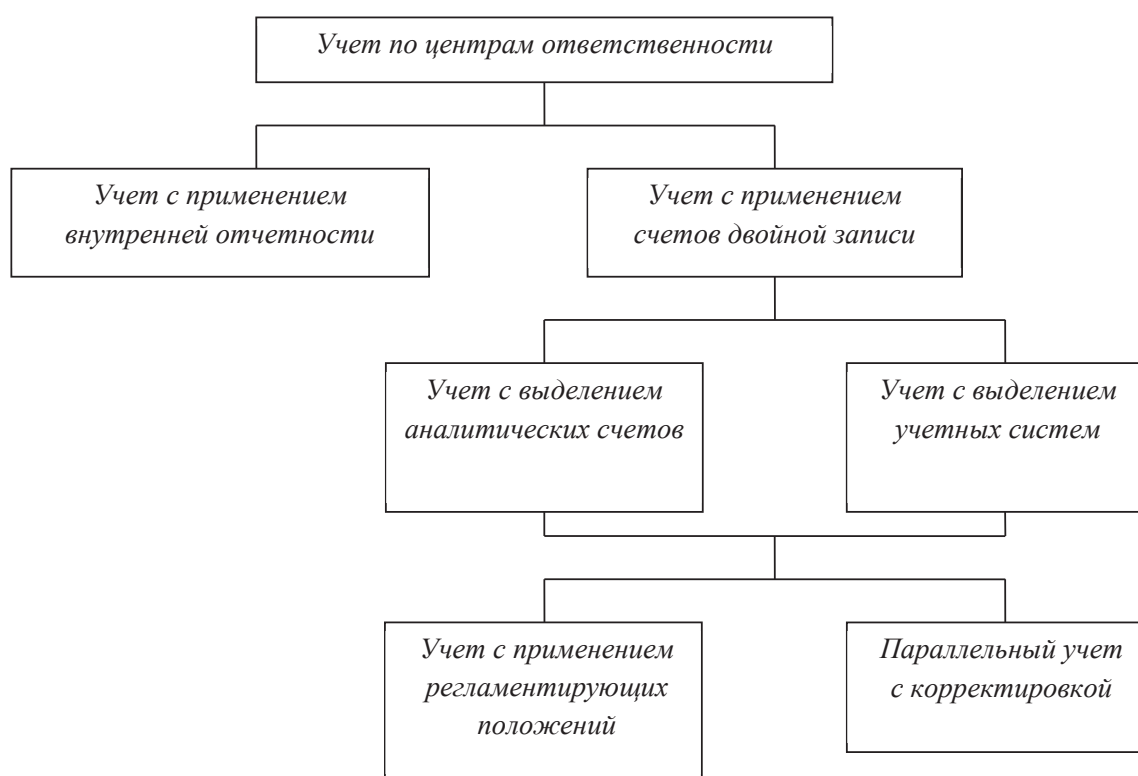 Учет по центрам ответственности
Учет с применением
внутренней отчетности
Учет с применением
счетов двойной записи
Учет с выделением
аналитических счетов
Учет с выделением
учетных систем
Учет с применением
регламентирующих
положений
Параллельный учет
с корректировкой